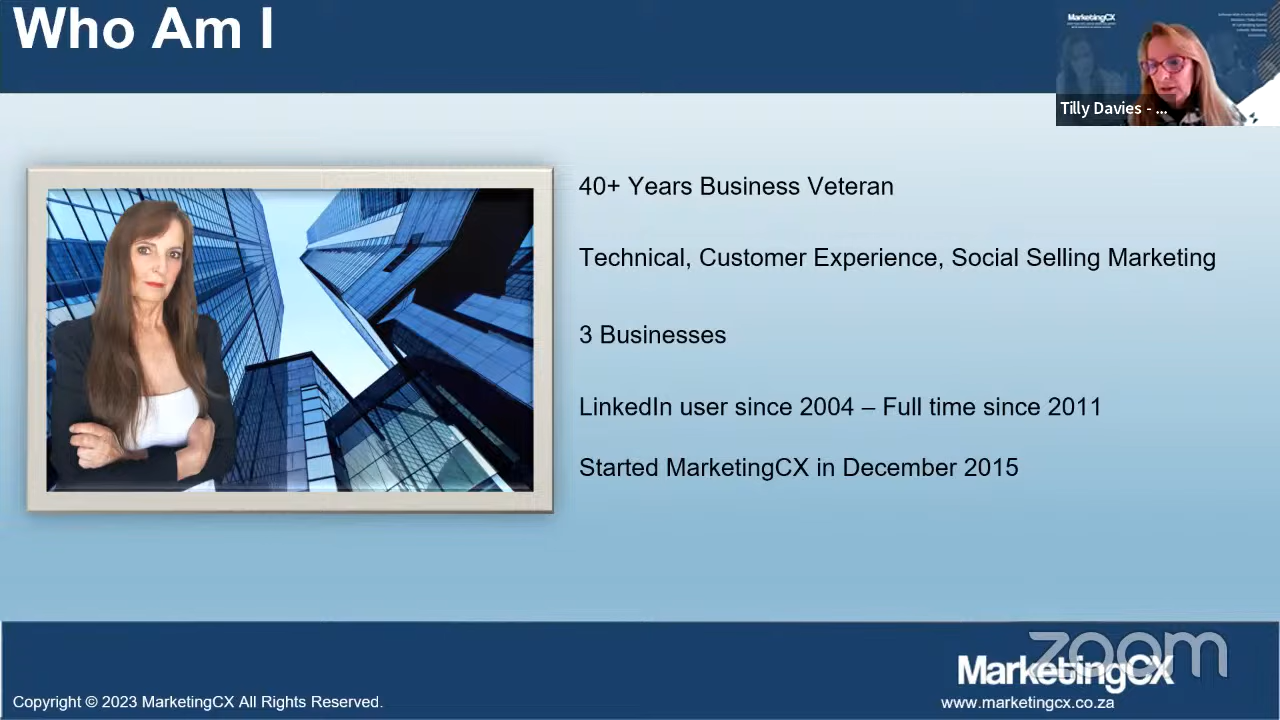 Who Am I
MarketingCX
Tilly Davies - ...
40+ Years Business Veteran
Technical, Customer Experience, Social Selling Marketing
3 Businesses
LinkedIn user since 2004 – Full time since 2011
Started MarketingCX in December 2015
zoom
MarketingCX
www.marketingcx.co.za
Copyright © 2023 MarketingCX All Rights Reserved.